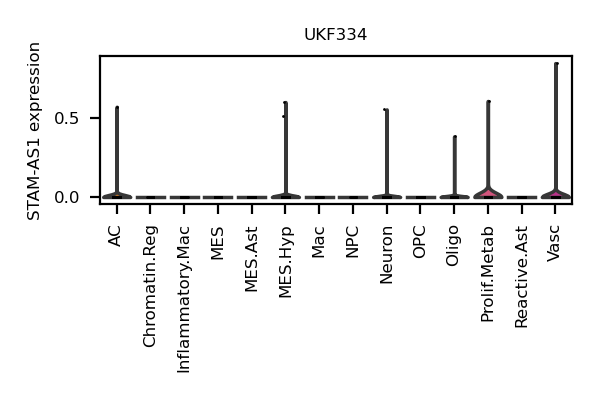 UKF334
STAM-AS1 expression
0.5
0.0
AC
Chromatin.Reg
Inflammatory.Mac
MES
MES.Ast
MES.Hyp
Mac
NPC
Neuron
OPC
Oligo
Prolif.Metab
Reactive.Ast
Vasc